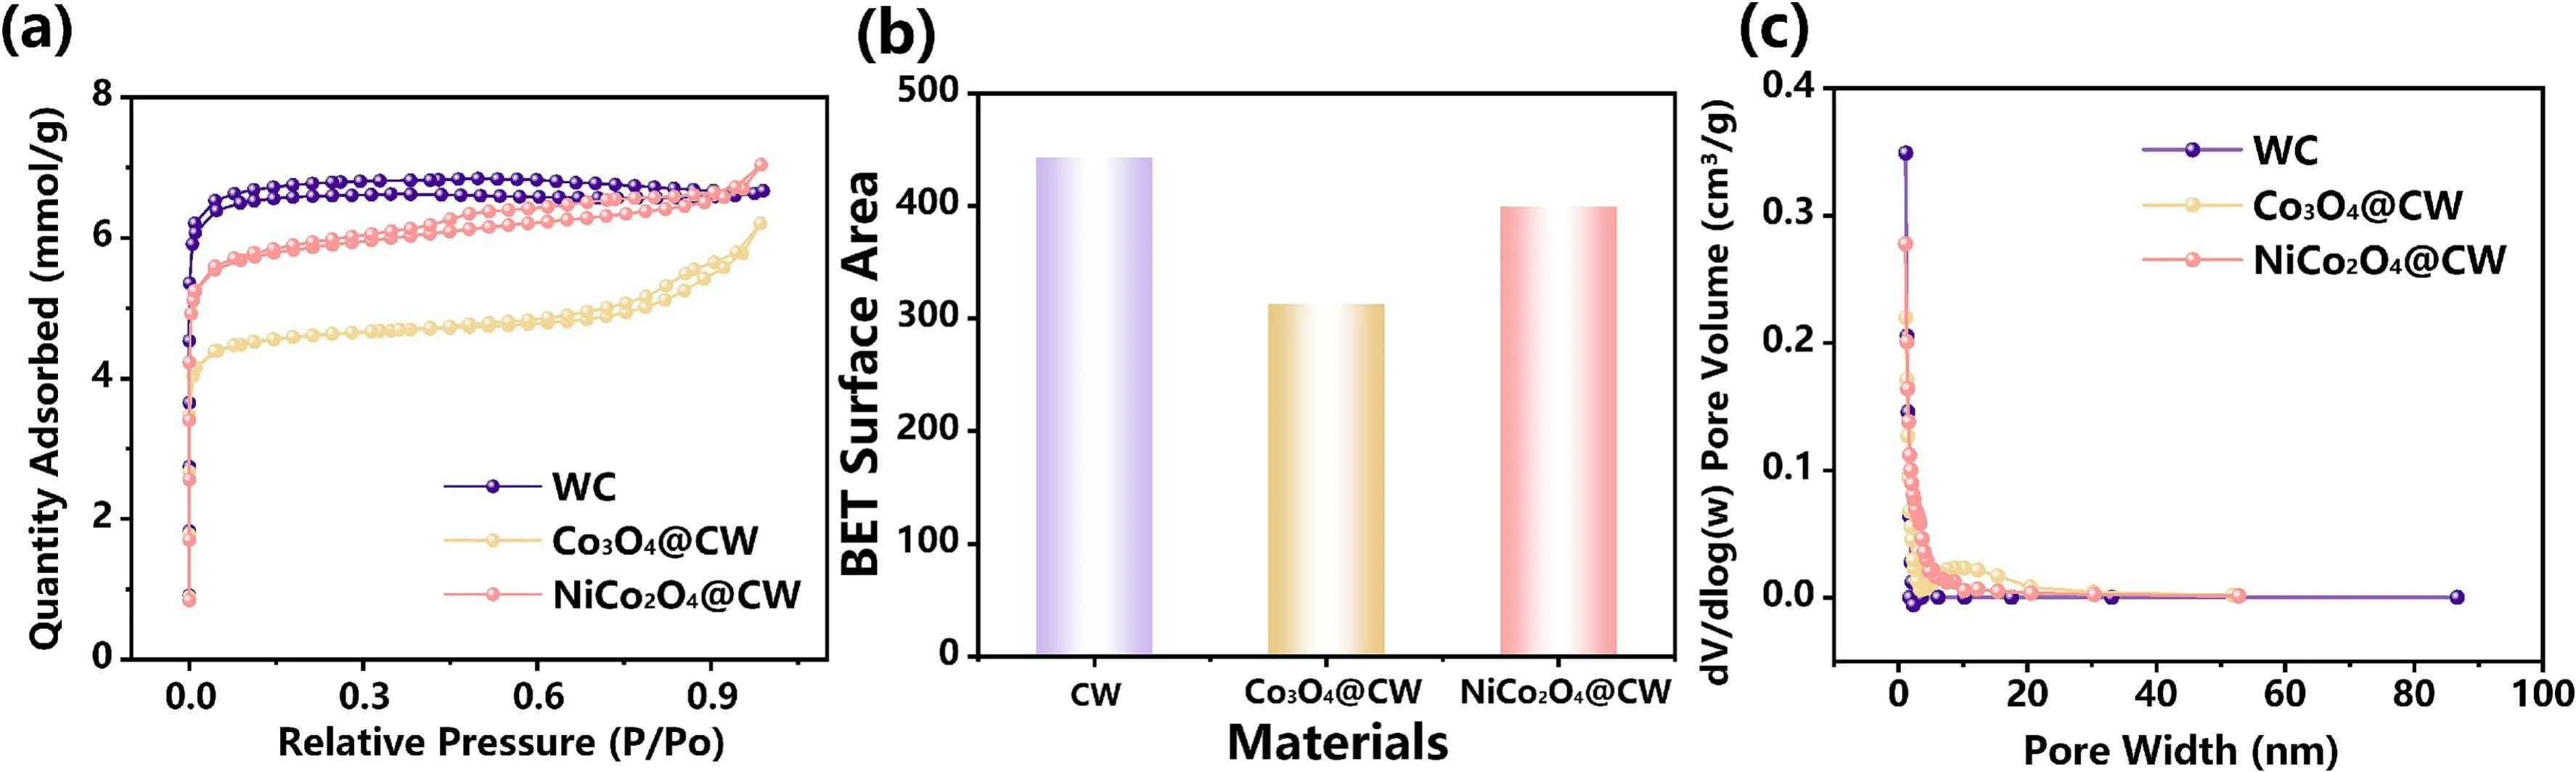 (a)
Quantity Adsorbed (mmol/g)
8
6
4
2
0
WC
Co₃O₄@CW
NiCo₂O₄@CW
0.0 0.3 0.6 0.9
Relative Pressure (P/Po)
(b)
BET Surface Area
500
400
300
200
100
0
CW Co₃O₄@CW NiCo₂O₄@CW
Materials
(c)
dV/dlog(w) Pore Volume (cm³/g)
0.4
0.3
0.2
0.1
0.0
WC
Co₃O₄@CW
NiCo₂O₄@CW
0 20 40 60 80 100
Pore Width (nm)